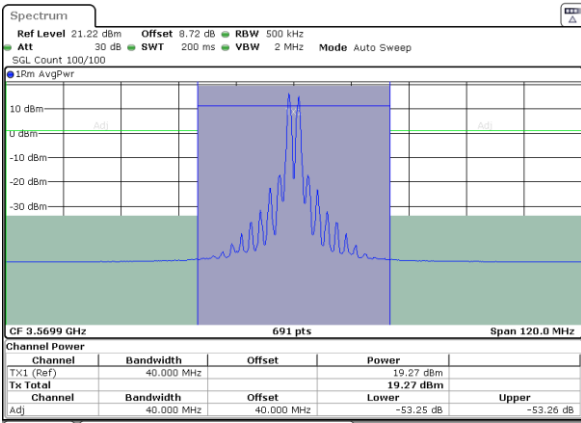 Spectrum
Ref Level 21.22 dBm Offset 8.72 dB RBW 500 kHz
Att 30 dB SWT 200 ms VBW 2 MHz Mode Auto Sweep
SGL Count 100/100
1Rm AvgPwr
10 dBm
Adj Adj
0 dBm
-10 dBm
-20 dBm
-30 dBm
CF 3.5699 GHz 691 pts Span 120.0 MHz
Channel Power
Channel Bandwidth Offset Power
TX1 (Ref) 40.000 MHz 19.27 dBm
Tx Total 19.27 dBm
Channel Bandwidth Offset Lower Upper
Adj 40.000 MHz 40.000 MHz -53.25 dB -53.26 dB